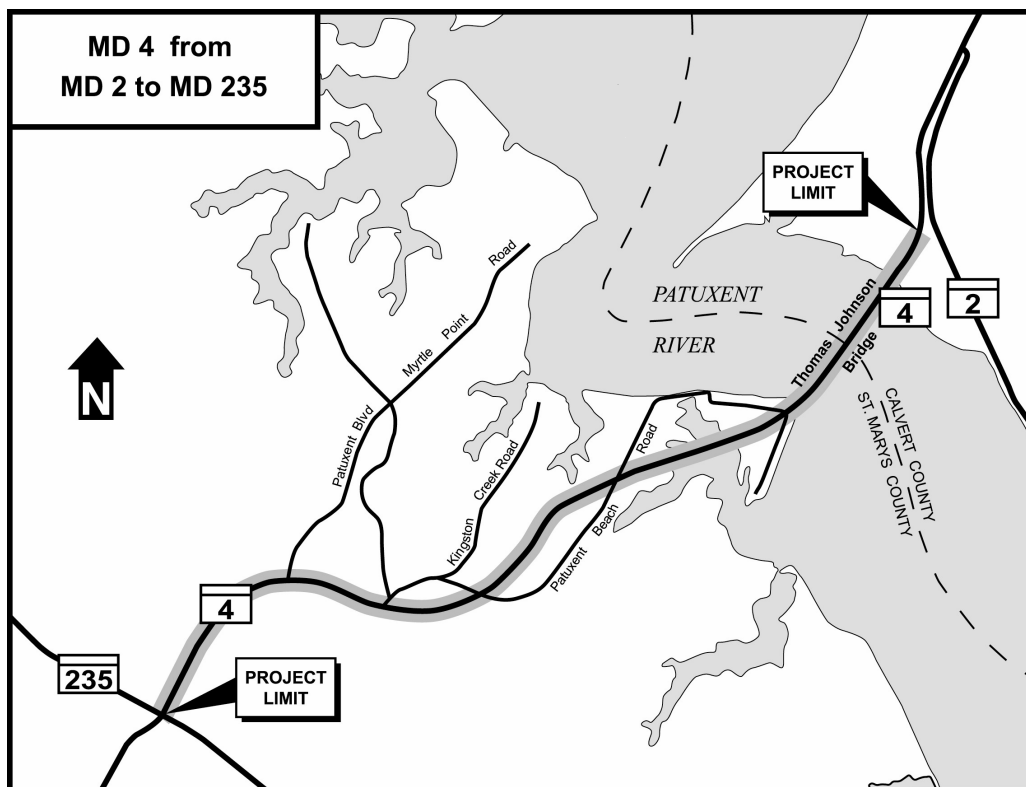 MD 4 from
MD 2 to MD 235
PROJECT
LIMIT
PATUXENT
RIVER
Thomas Johnson
Bridge
4
2
Road
Point
Myrtle
Patuxent Blvd
Creek Road
Kingston
Road
Beach
Patuxent
CALVERT COUNTY
ST. MARYS COUNTY
N
4
235
PROJECT
LIMIT